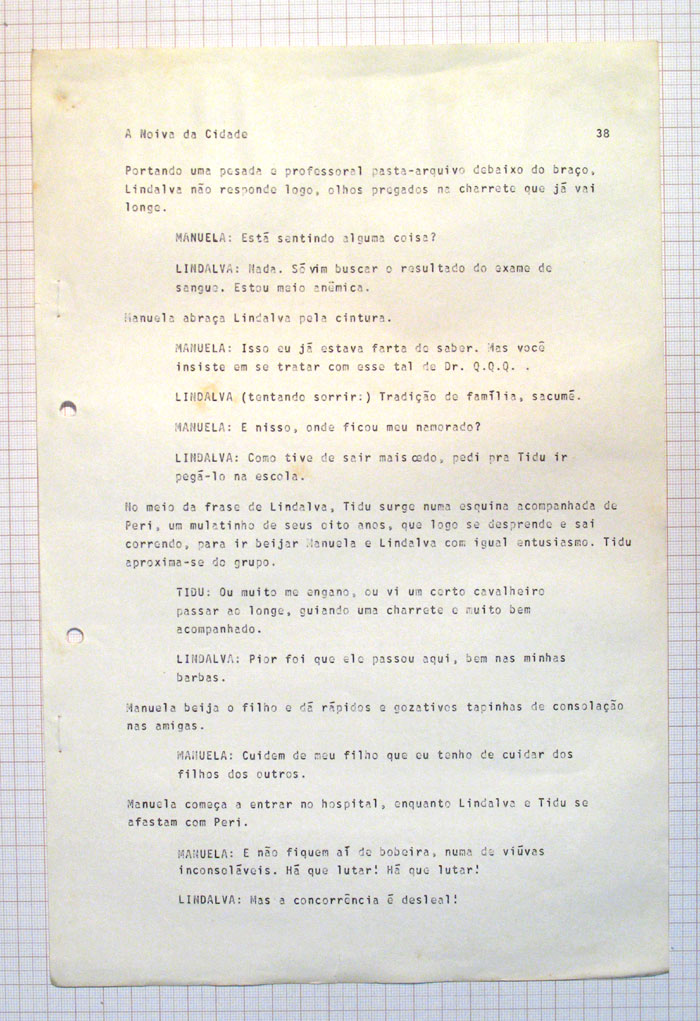 A Noiva da Cidade 38
Portando uma pesada e professoral pasta-arquivo debaixo do braço,
Lindalva não responde logo, olhos pregados na charrete que já vai
longe.
MANUELA: Está sentindo alguma coisa?
LINDALVA: Nada. Só vim buscar o resultado do exame de
sangue. Estou meio anêmica.
Manuela abraça Lindalva pela cintura.
MANUELA: Isso eu já estava farta de saber. Mas você
insiste em se tratar com esse tal de Dr. Q.Q.Q. .
LINDALVA (tentando sorrir:) Tradição de família, sacumé.
MANUELA: E nisso, onde ficou meu namorado?
LINDALVA: Como tive de sair mais cedo, pedi pra Tidu ir
pegá-lo na escola.
No meio da frase de Lindalva, Tidu surge numa esquina acompanhada de
Peri, um mulatinho de seus oito anos, que logo se desprende e sai
correndo, para ir beijar Manuela e Lindalva com igual entusiasmo. Tidu
aproxima-se do grupo.
TIDU: Ou muito me engano, ou vi um certo cavalheiro
passar ao longe, guiando uma charrete e muito bem
acompanhado.
LINDALVA: Pior foi que ele passou aqui, bem nas minhas
barbas.
Manuela beija o filho e dá rápidos e gozativos tapinhas de consolação
nas amigas.
MANUELA: Cuidem de meu filho que eu tenho de cuidar dos
filhos dos outros.
Manuela começa a entrar no hospital, enquanto Lindalva e Tidu se
afastam com Peri.
MANUELA: E não fiquem aí de bobeira, numa de viúvas
inconsoláveis. Há que lutar! Há que lutar!
LINDALVA: Mas a concorrência é desleal!